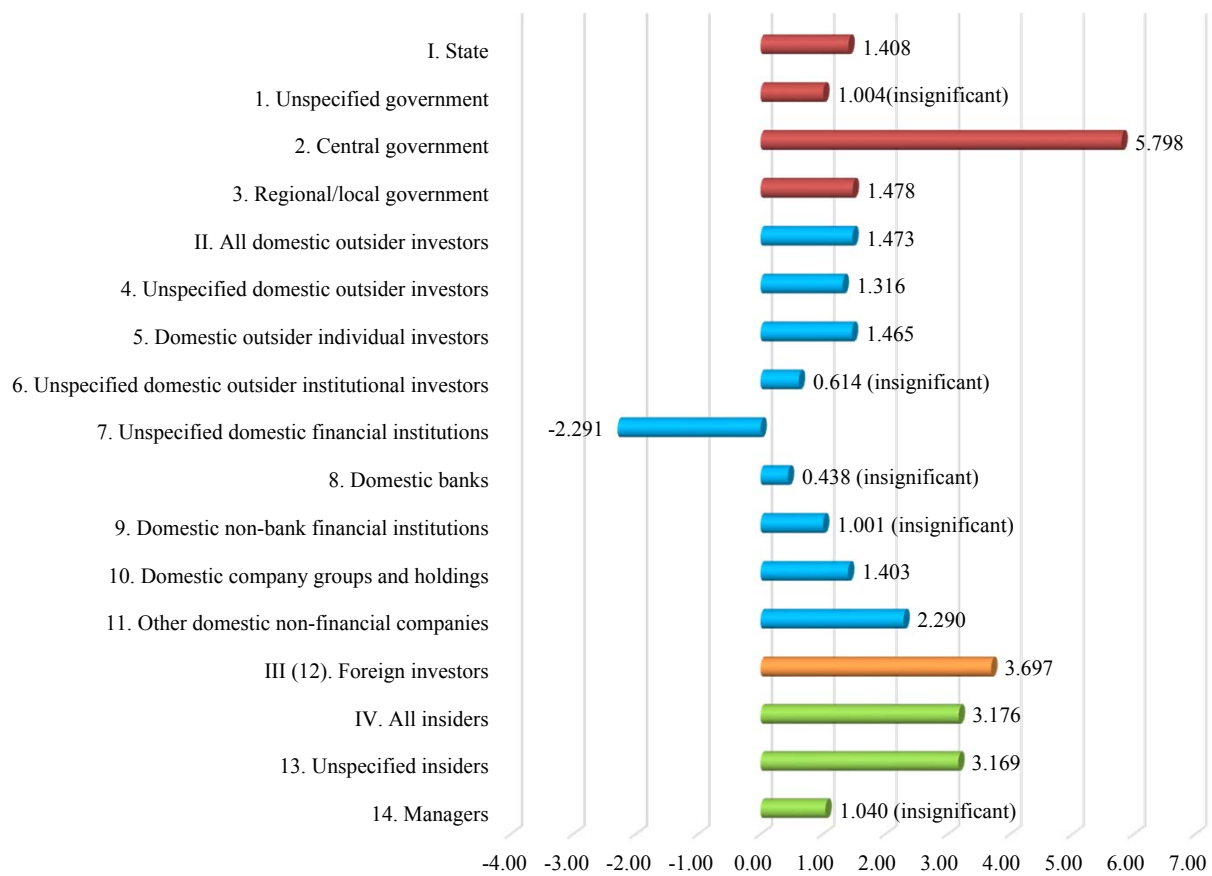 I. State 1.408
1. Unspecified government 1.004(insignificant)
2. Central government 5.798
3. Regional/local government 1.478
II. All domestic outsider investors 1.473
4. Unspecified domestic outsider investors 1.316
5. Domestic outsider individual investors 1.465
6. Unspecified domestic outsider institutional investors 0.614 (insignificant)
7. Unspecified domestic financial institutions -2.291
8. Domestic banks 0.438 (insignificant)
9. Domestic non-bank financial institutions 1.001 (insignificant)
10. Domestic company groups and holdings 1.403
11. Other domestic non-financial companies 2.290
III (12). Foreign investors 3.697
IV. All insiders 3.176
13. Unspecified insiders 3.169
14. Managers 1.040 (insignificant)
-4.00 -3.00 -2.00 -1.00 0.00 1.00 2.00 3.00 4.00 5.00 6.00 7.00